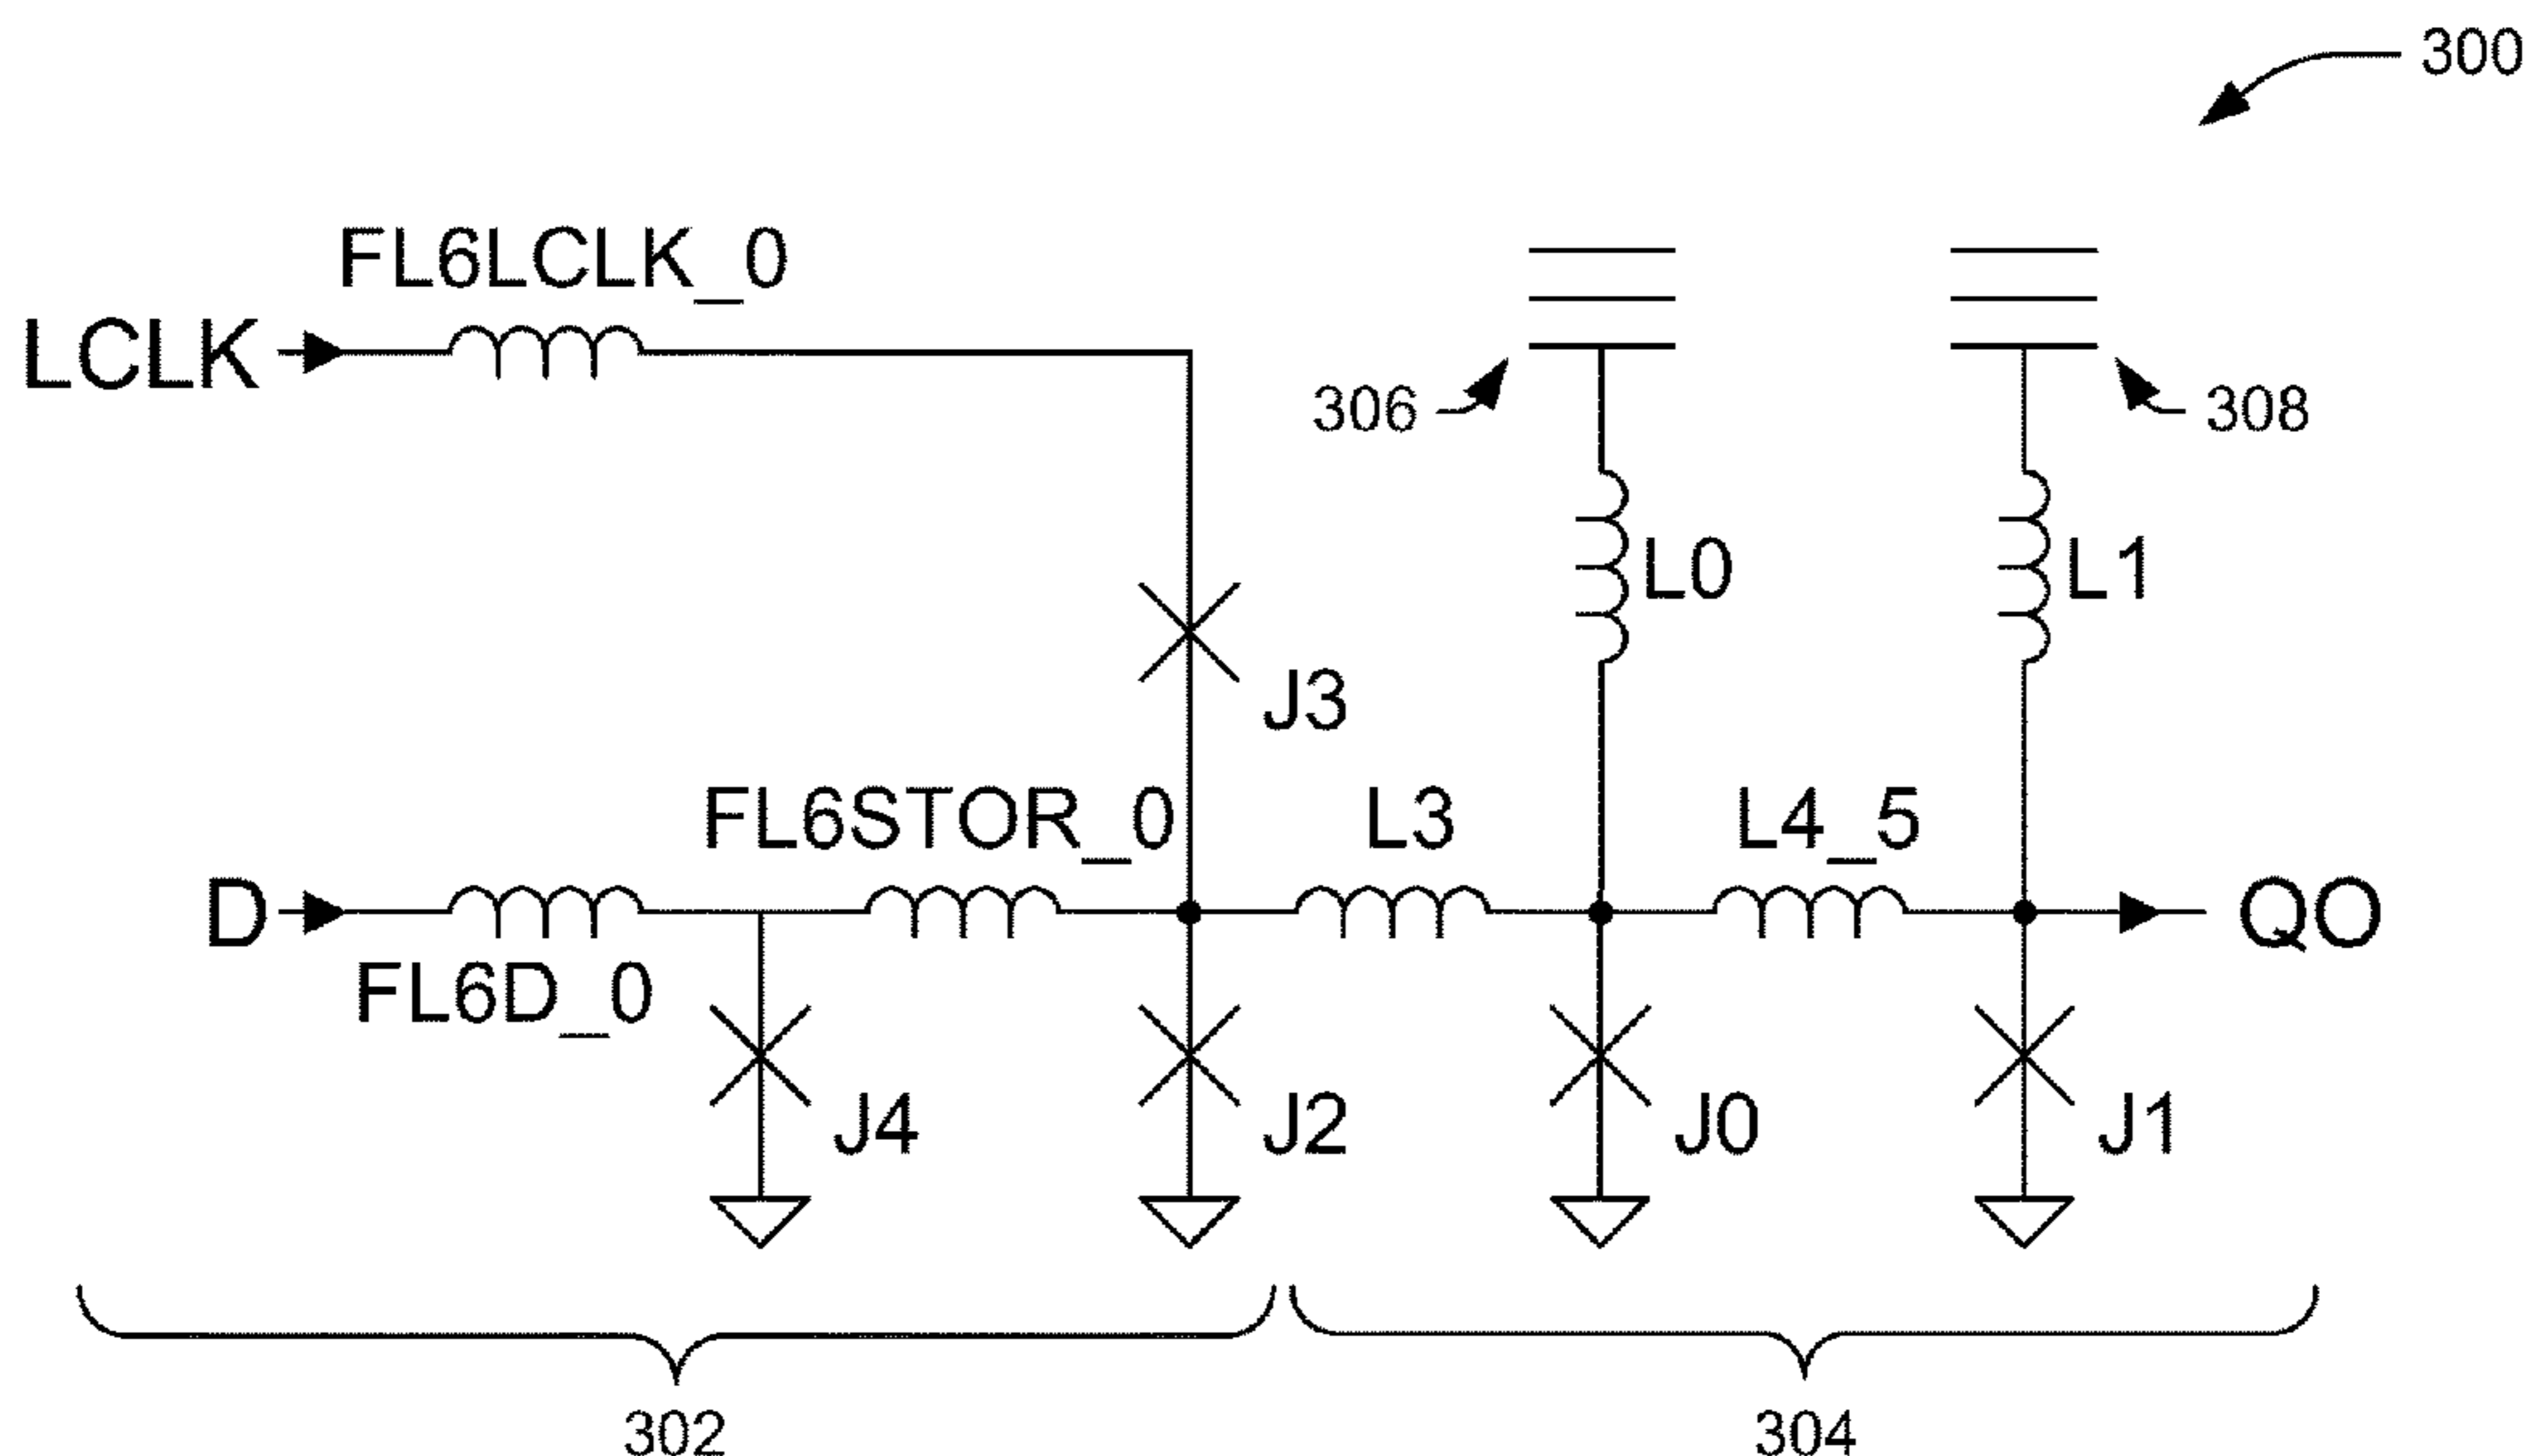 300
FL6LCLK_0
LCLK
306
308
L0
L1
J3
FL6STOR_0
L3
L4_5
D
QO
FL6D_0
J4
J2
J0
J1
302
304